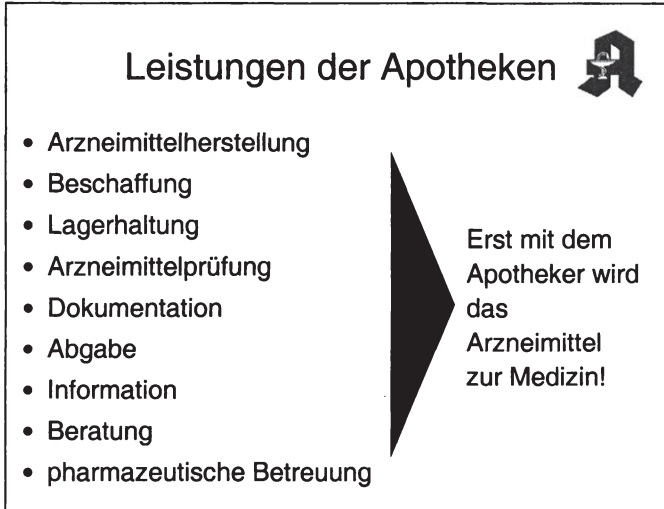 Leistungen der Apotheken
• Arzneimittelherstellung
• Beschaffung
• Lagerhaltung
• Arzneimittelprüfung
• Dokumentation
• Abgabe
• Information
• Beratung
• pharmazeutische Betreuung
Erst mit dem
Apotheker wird
das
Arzneimittel
zur Medizin!